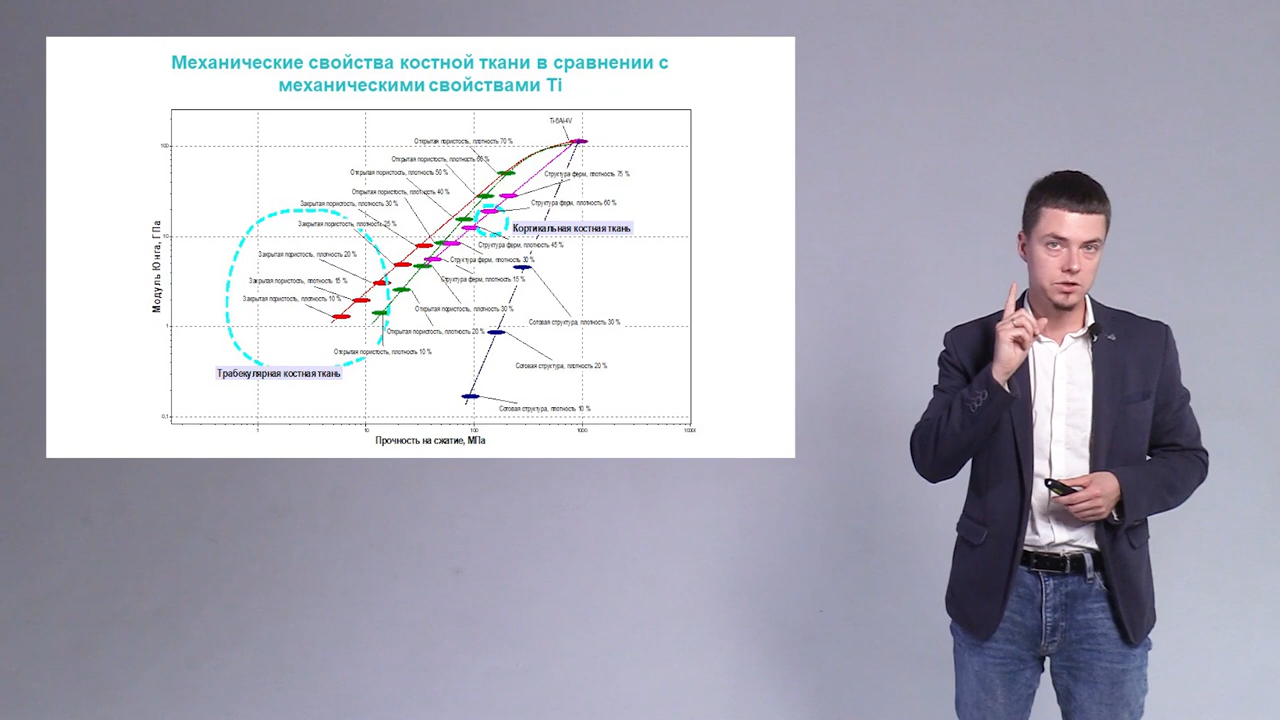 Механические свойства костной ткани в сравнении с
механическими свойствами Ti
Ti-6Al-4V
Открытая пористость, плотность 70 %
Открытая пористость, плотность 60 %
Открытая пористость, плотность 50 %
Структура ферм, плотность 75 %
Открытая пористость, плотность 40 %
Закрытая пористость, плотность 30 %
Структура ферм, плотность 60 %
Закрытая пористость, плотность 25 %
Кортикальная костная ткань
Структура ферм, плотность 45 %
Закрытая пористость, плотность 20 %
Структура ферм, плотность 30 %
Закрытая пористость, плотность 15 %
Структура ферм, плотность 15 %
Закрытая пористость, плотность 10 %
Открытая пористость, плотность 30 %
Сотовая структура, плотность 30 %
Открытая пористость, плотность 20 %
Открытая пористость, плотность 10 %
Сотовая структура, плотность 20 %
Трабекулярная костная ткань
Сотовая структура, плотность 10 %
Модуль Юнга, ГПа
100
10
1
0,1
1
10
100
1000
10000
Прочность на сжатие, МПа